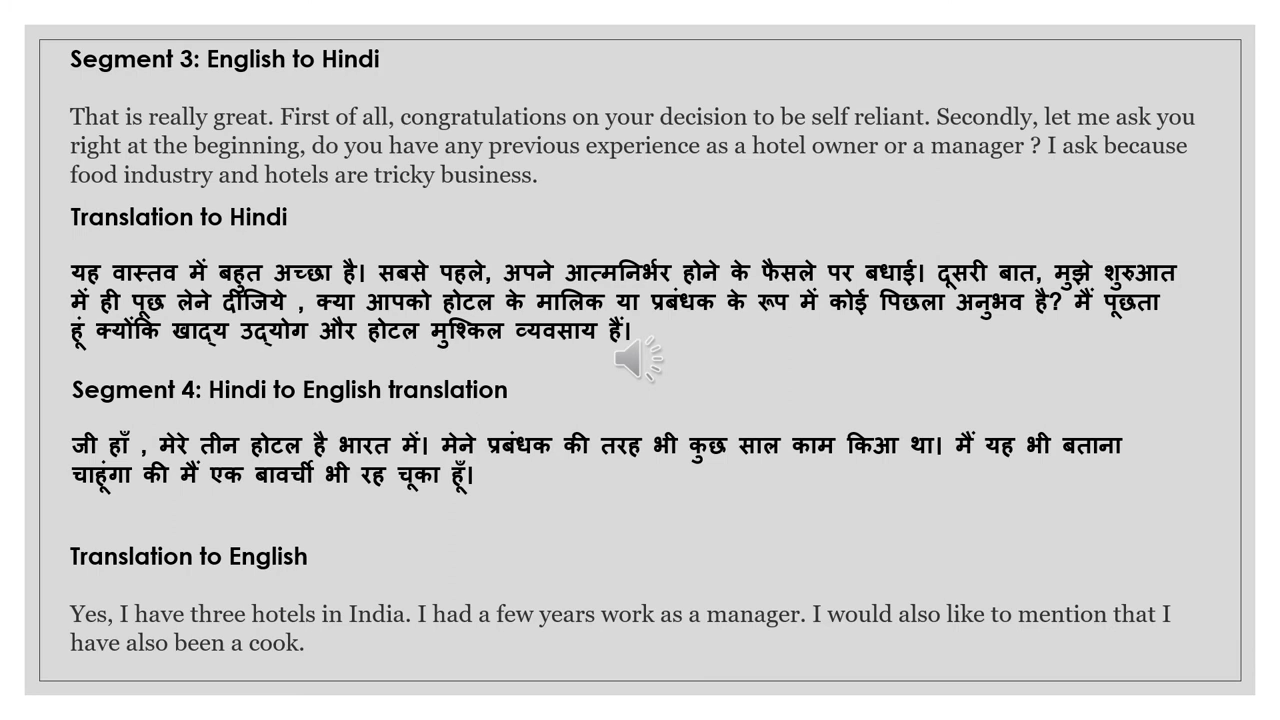 Segment 3: English to Hindi
That is really great. First of all, congratulations on your decision to be self reliant. Secondly, let me ask you
right at the beginning, do you have any previous experience as a hotel owner or a manager ? I ask because
food industry and hotels are tricky business.
Translation to Hindi
यह वास्तव में बहुत अच्छा है। सबसे पहले, अपने आत्मनिर्भर होने के फैसले पर बधाई। दूसरी बात, मुझे शुरुआत
में ही पूछ लेने दीजिये , क्या आपको होटल के मालिक या प्रबंधक के रूप में कोई पिछला अनुभव है? मैं पूछता
हूं क्योंकि खाद्य उद्योग और होटल मुश्किल व्यवसाय हैं।
Segment 4: Hindi to English translation
जी हाँ , मेरे तीन होटल है भारत में। मेने प्रबंधक की तरह भी कुछ साल काम किआ था। मैं यह भी बताना
चाहूंगा की मैं एक बावर्ची भी रह चूका हूँ।
Translation to English
Yes, I have three hotels in India. I had a few years work as a manager. I would also like to mention that I
have also been a cook.